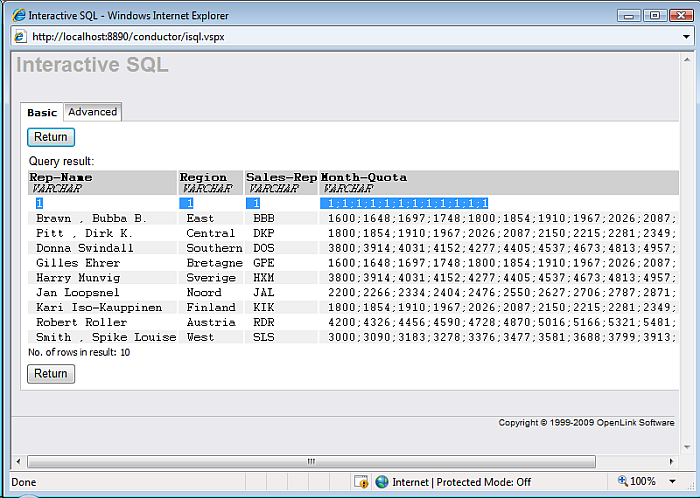 Interactive SQL - Windows Internet Explorer
http://localhost:8890/conductor/isql.vspx
Interactive SQL
Basic Advanced
Return
Query result:
Rep-Name Region Sales-Rep Month-Quota
VARCHAR VARCHAR VARCHAR VARCHAR
1 1 1 1;1;1;1;1;1;1;1;1;1;1;1
Brawn , Bubba B. East BBB 1600;1648;1697;1748;1800;1854;1910;1967;2026;2087;
Pitt , Dirk K. Central DKP 1800;1854;1910;1967;2026;2087;2150;2215;2281;2349;
Donna Swindall Southern DOS 3800;3914;4031;4152;4277;4405;4537;4673;4813;4957;
Gilles Ehrer Bretagne GPE 1600;1648;1697;1748;1800;1854;1910;1967;2026;2087;
Harry Munvig Sverige HXM 3800;3914;4031;4152;4277;4405;4537;4673;4813;4957;
Jan Loopsnel Noord JAL 2200;2266;2334;2404;2476;2550;2627;2706;2787;2871;
Kari Iso-Kauppinen Finland KIK 1800;1854;1910;1967;2026;2087;2150;2215;2281;2349;
Robert Roller Austria RDR 4200;4326;4456;4590;4728;4870;5016;5166;5321;5481;
Smith , Spike Louise West SLS 3000;3090;3183;3278;3376;3477;3581;3688;3799;3913;
No. of rows in result: 10
Return
Copyright © 1999-2009 OpenLink Software
Done Internet | Protected Mode: Off 100%